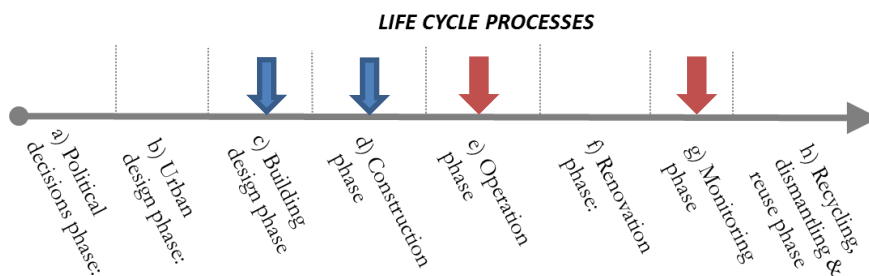 LIFE CYCLE PROCESSES
a) Political
decisions phase:
b) Urban
design phase:
c) Building
design phase
d) Construction
phase
e) Operation
phase
f) Renovation
phase:
g) Monitoring
phase
h) Recycling,
dismantling &
reuse phase